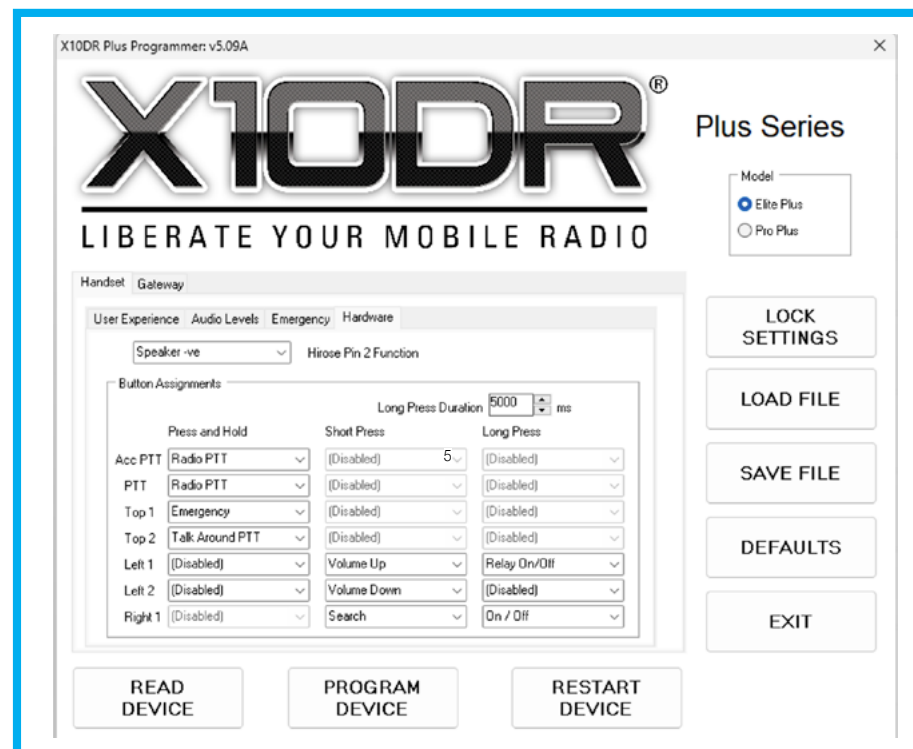 X10DR Plus Programmer: v5.09A
X10DR®
LIBERATE YOUR MOBILE RADIO
Plus Series
Model
Elite Plus
Pro Plus
Handset Gateway
User Experience Audio Levels Emergency Hardware
Speaker -ve Hirose Pin 2 Function
Button Assignments
Long Press Duration 5000 ms
Press and Hold Short Press Long Press
Acc PTT Radio PTT (Disabled) 5 (Disabled)
PTT Radio PTT (Disabled) (Disabled)
Top 1 Emergency (Disabled) (Disabled)
Top 2 Talk Around PTT (Disabled) (Disabled)
Left 1 (Disabled) Volume Up Relay On/Off
Left 2 (Disabled) Volume Down (Disabled)
Right 1 (Disabled) Search On / Off
LOCK
SETTINGS
LOAD FILE
SAVE FILE
DEFAULTS
EXIT
READ
DEVICE
PROGRAM
DEVICE
RESTART
DEVICE